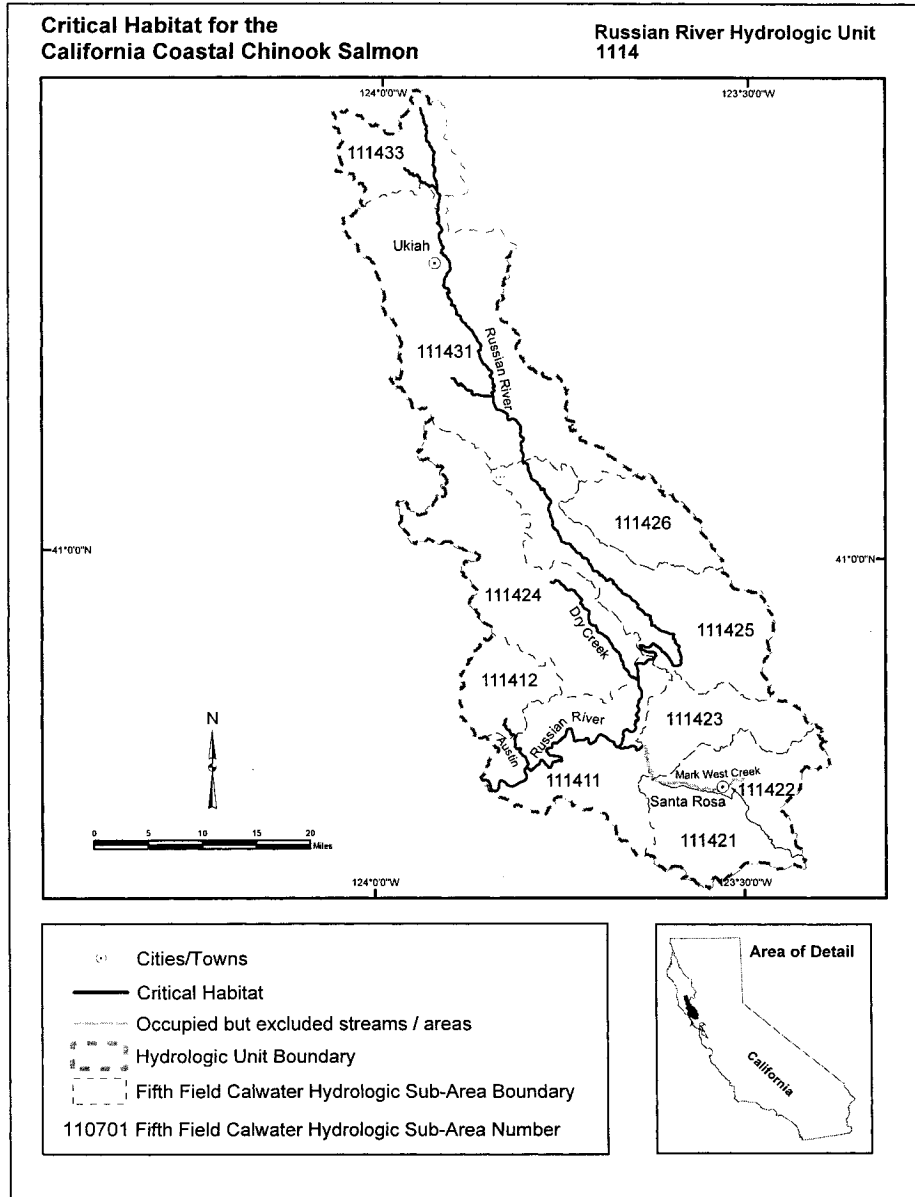 Critical Habitat for the
California Coastal Chinook Salmon
Russian River Hydrologic Unit
1114
124°0'0"W
123°30'0"W
111433
Ukiah
111431
Russian River
111426
41°0'0"N
41°0'0"N
111424
Dry Creek
111425
111412
111423
Russian River
Austin
N
111411
Mark West Creek
111422
Santa Rosa
111421
0 5 10 15 20
Miles
124°0'0"W
123°30'0"W
Cities/Towns
Critical Habitat
Occupied but excluded streams / areas
Hydrologic Unit Boundary
Fifth Field Calwater Hydrologic Sub-Area Boundary
110701 Fifth Field Calwater Hydrologic Sub-Area Number
Area of Detail
California